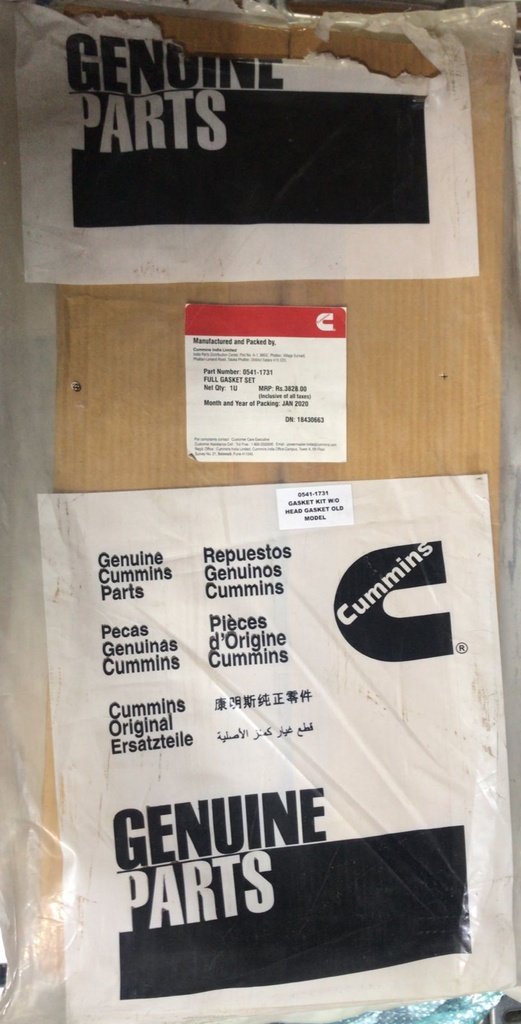 GENUINE
PARTS
Manufactured and Packed by,
Cummins India Limited
Part Number: 0541-1731
FULL GASKET SET
Net Qty: 1U MRP: Rs.3828.00
(Inclusive of all taxes)
Month and Year of Packing: JAN 2020
DN: 18430663
0541-1731
GASKET KIT W/O
HEAD GASKET OLD
MODEL
Genuine
Cummins
Parts
Repuestos
Genuinos
Cummins
Cummins
®
Pecas
Genuinas
Cummins
Pièces
d'Origine
Cummins
Cummins
Original
Ersatzteile
康明斯纯正零件
قطع غيار كمنز الأصلية
GENUINE
PARTS